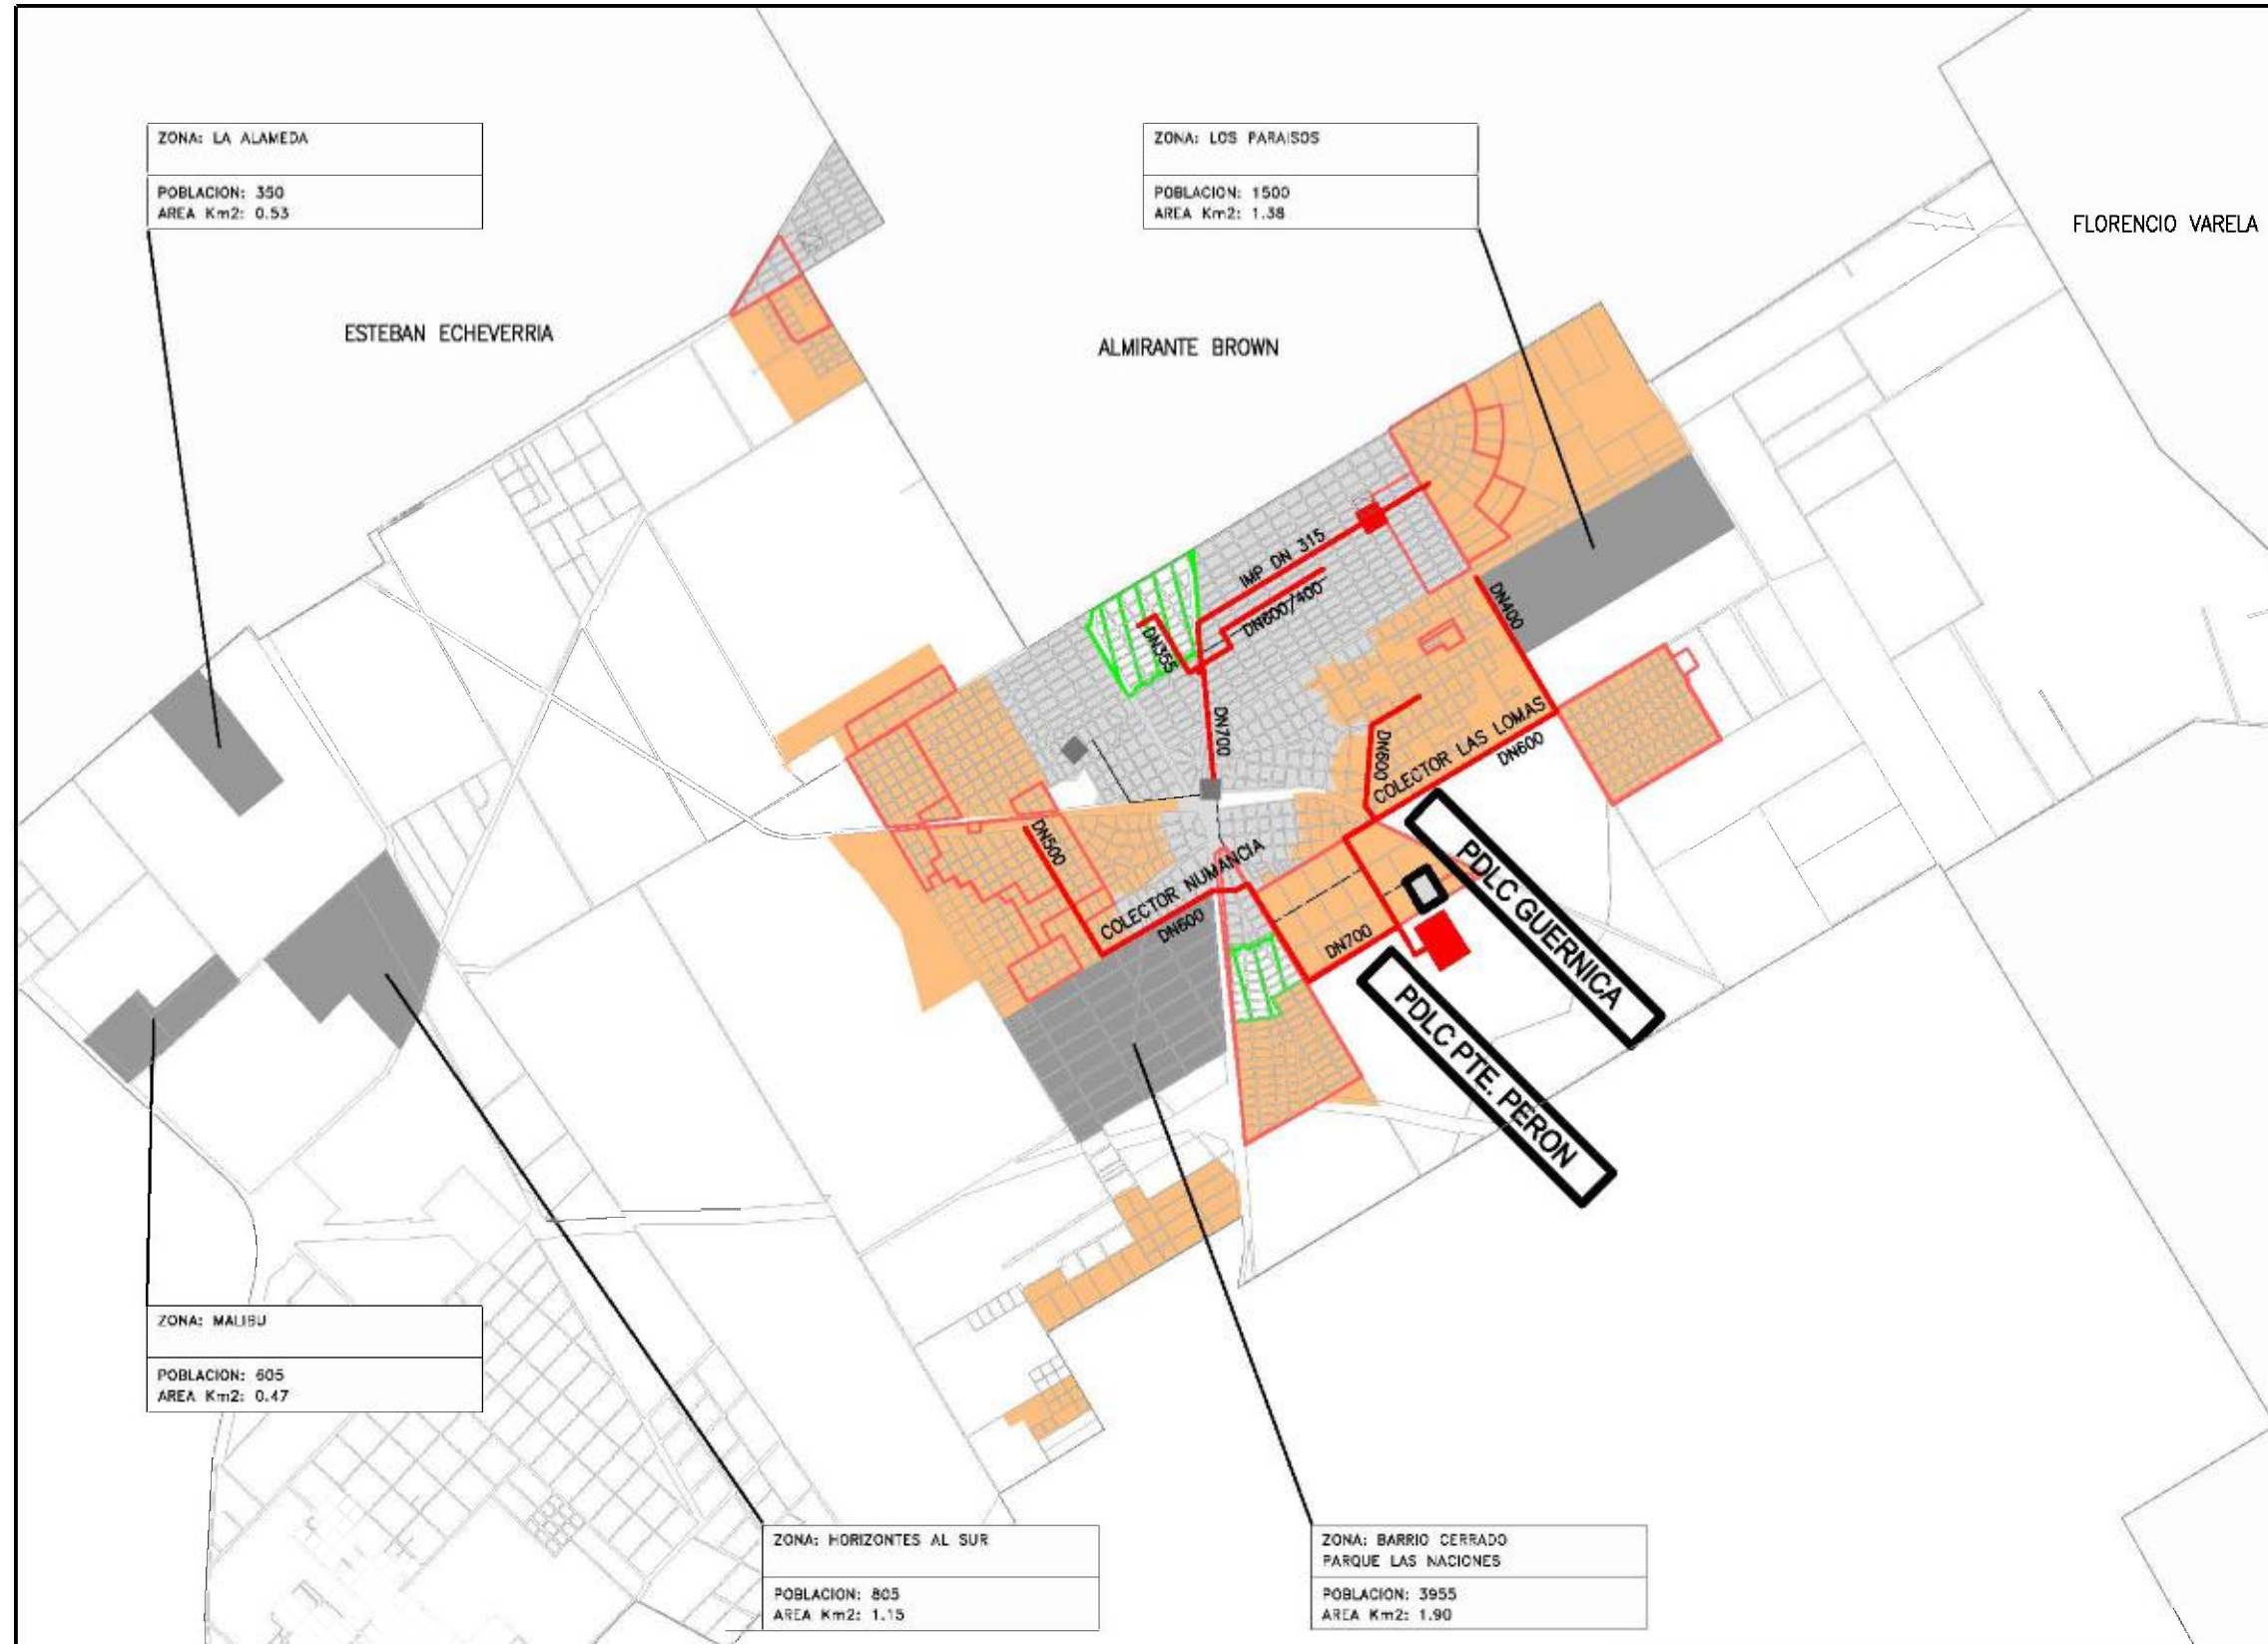 ZONA: LA ALAMEDA
POBLACION: 350
AREA Km2: 0.53
ZONA: LOS PARAISOS
POBLACION: 1500
AREA Km2: 1.38
FLORENCIO VARELA
ESTEBAN ECHEVERRIA
ALMIRANTE BROWN
IMP DN 315
DN600/400
DN355
DN400
DN700
DN600
COLECTOR LAS LOMAS
DN600
DN500
COLECTOR NUMANCIA
DN600
DN700
PDLC GUERNICA
PDLC PTE. PERON
ZONA: MALIBU
POBLACION: 605
AREA Km2: 0.47
ZONA: HORIZONTES AL SUR
POBLACION: 805
AREA Km2: 1.15
ZONA: BARRIO CERRADO
PARQUE LAS NACIONES
POBLACION: 3955
AREA Km2: 1.90